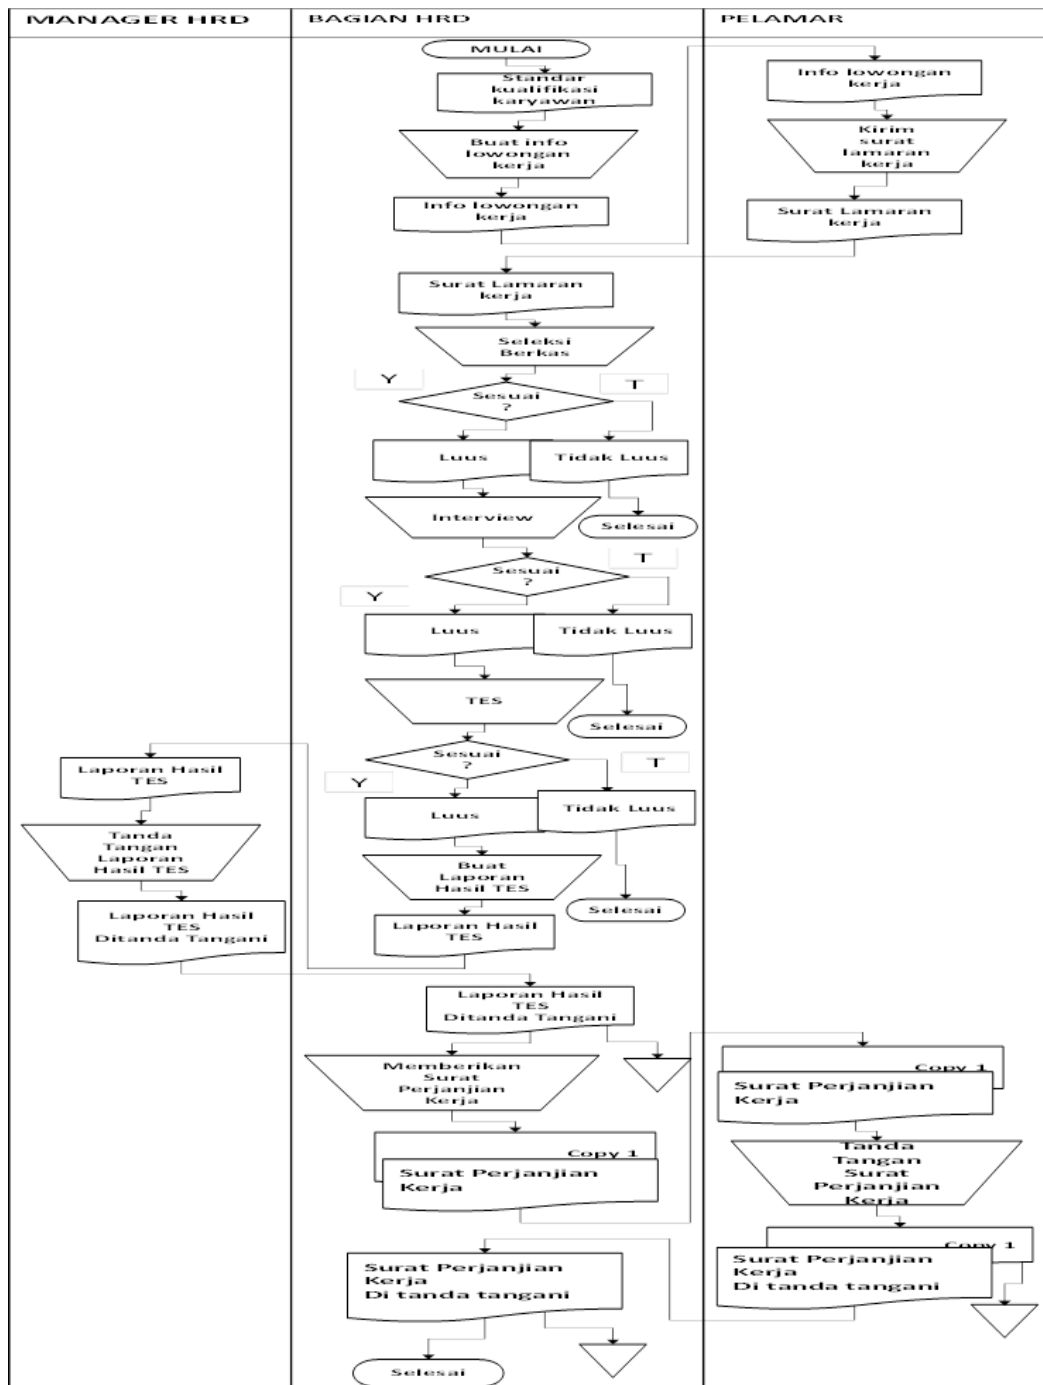 MANAGER HRD
BAGIAN HRD
PELAMAR
MULAI
Standar
kualifikasi
karyawan
Buat info
lowongan
kerja
Info lowongan
kerja
Info lowongan
kerja
Kirim
surat
lamaran
kerja
Surat Lamaran
kerja
Surat Lamaran
kerja
Seleksi
Berkas
Y
T
Sesuai
?
Luus
Tidak Luus
Interview
Selesai
T
Sesuai
?
Y
Luus
Tidak Luus
TES
Selesai
Sesuai
?
T
Y
Luus
Tidak Luus
Buat
Laporan
Hasil TES
Selesai
Laporan Hasil
TES
Laporan Hasil
TES
Tanda
Tangan
Laporan
Hasil TES
Laporan Hasil
TES
Ditanda Tangani
Laporan Hasil
TES
Ditanda Tangani
Memberikan
Surat
Perjanjian
Kerja
Copy 1
Surat Perjanjian
Kerja
Copy 1
Surat Perjanjian
Kerja
Tanda
Tangan
Surat
Perjanjian
Kerja
Copy 1
Surat Perjanjian
Kerja
Di tanda tangani
Surat Perjanjian
Kerja
Di tanda tangani
Selesai